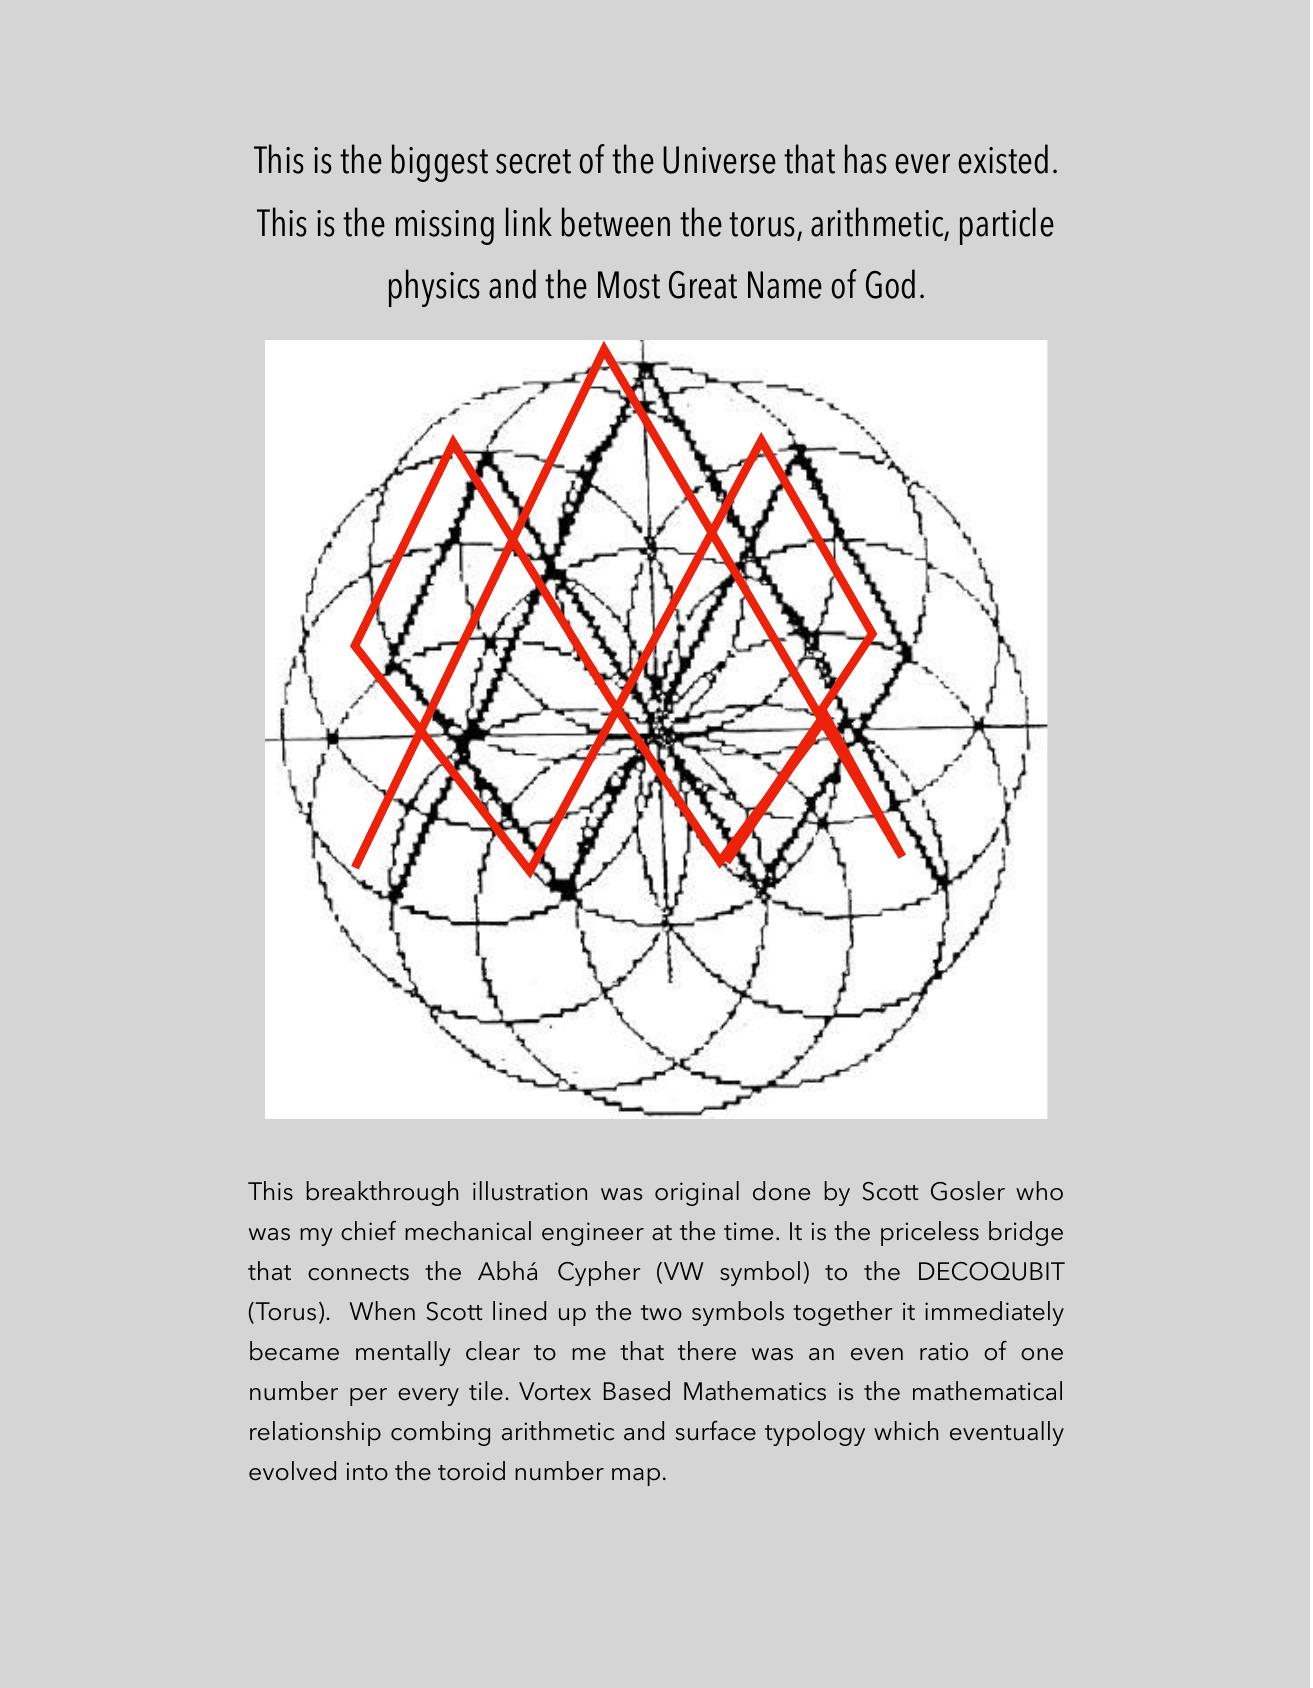 This is the biggest secret of the Universe that has ever existed.
This is the missing link between the torus, arithmetic, particle
physics and the Most Great Name of God.
This breakthrough illustration was original done by Scott Gosler who
was my chief mechanical engineer at the time. It is the priceless bridge
that connects the Abhá Cypher (VW symbol) to the DECOQUBIT
(Torus). When Scott lined up the two symbols together it immediately
became mentally clear to me that there was an even ratio of one
number per every tile. Vortex Based Mathematics is the mathematical
relationship combing arithmetic and surface typology which eventually
evolved into the toroid number map.